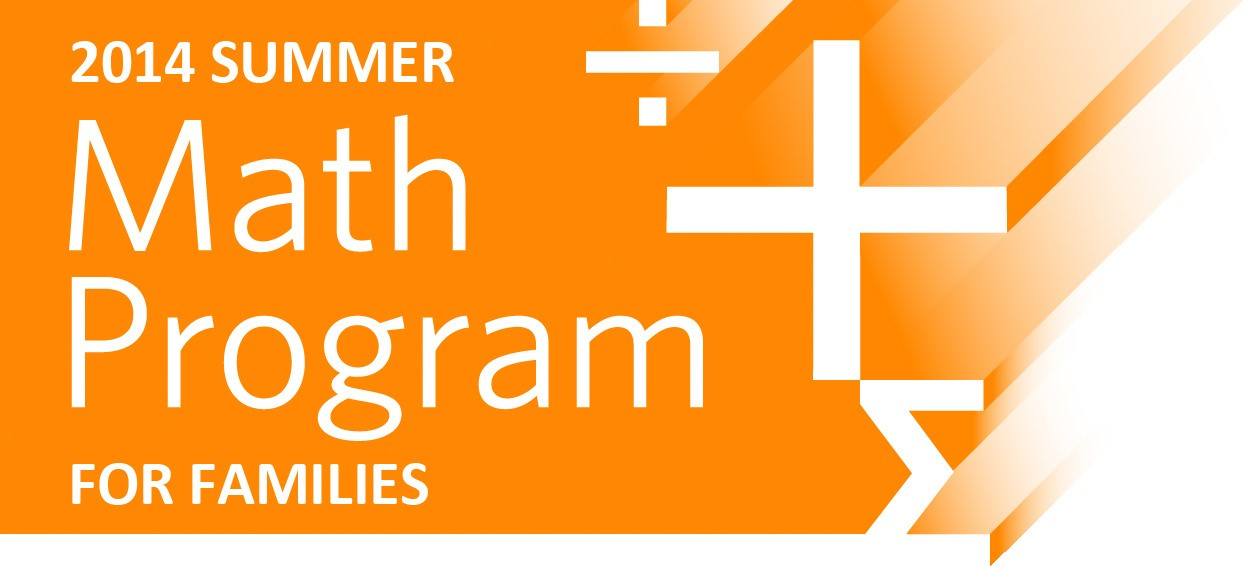 2014 SUMMER
Math
Program
FOR FAMILIES